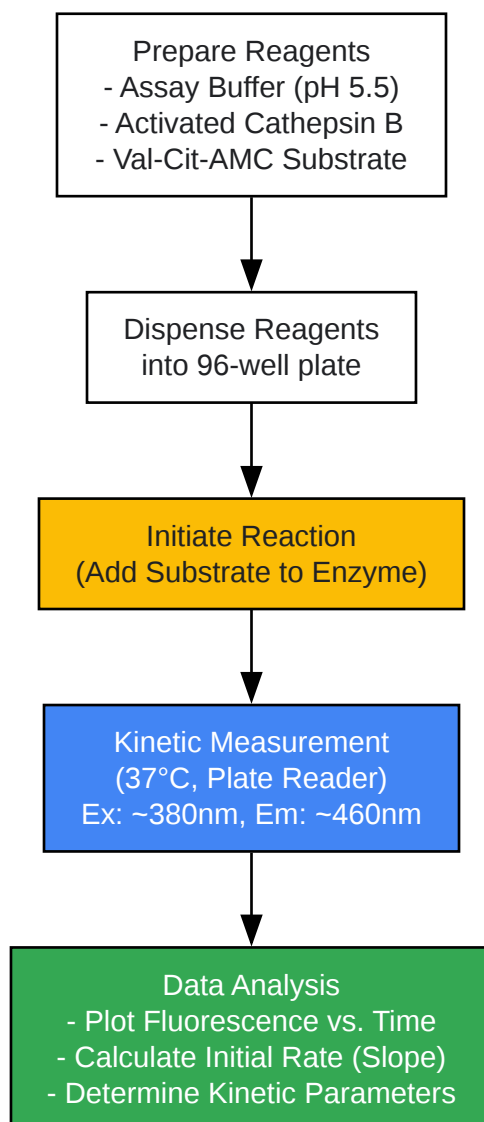 Prepare Reagents
- Assay Buffer (pH 5.5)
- Activated Cathepsin B
- Val-Cit-AMC Substrate
Dispense Reagents
into 96-well plate
Initiate Reaction
(Add Substrate to Enzyme)
Kinetic Measurement
(37°C, Plate Reader)
Ex: ~380nm, Em: ~460nm
Data Analysis
- Plot Fluorescence vs. Time
- Calculate Initial Rate (Slope)
- Determine Kinetic Parameters